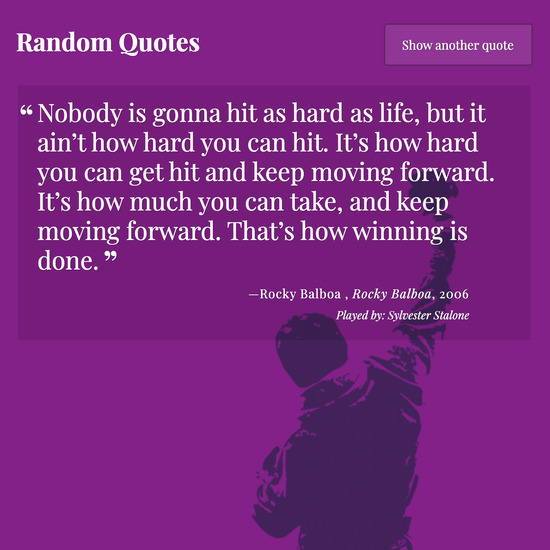 Random Quotes
Show another quote
“ Nobody is gonna hit as hard as life, but it
ain’t how hard you can hit. It’s how hard
you can get hit and keep moving forward.
It’s how much you can take, and keep
moving forward. That’s how winning is
done. ”
—Rocky Balboa , Rocky Balboa, 2006
Played by: Sylvester Stalone